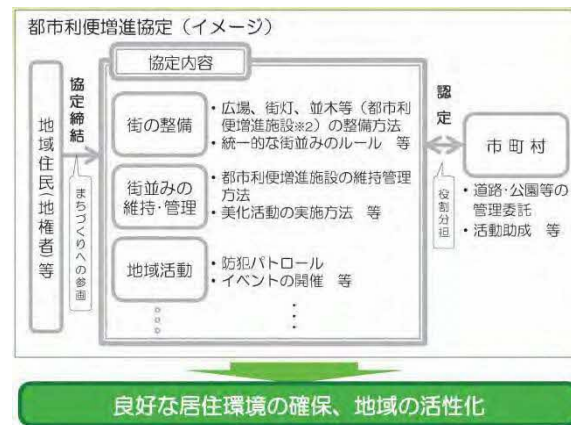 都市利便増進協定（イメージ）
協定内容
地域住民（地権者）等
協定締結
まちづくりへの参画
街の整備
・広場、街灯、並木等（都市利
便増進施設※2）の整備方法
・統一的な街並みのルール　等
街並みの
維持・管理
・都市利便増進施設の維持管理
方法
・美化活動の実施方法　等
地域活動
・防犯パトロール
・イベントの開催　等
認定
役割分担
市町村
・道路・公園等の
管理委託
・活動助成　等
良好な居住環境の確保、地域の活性化